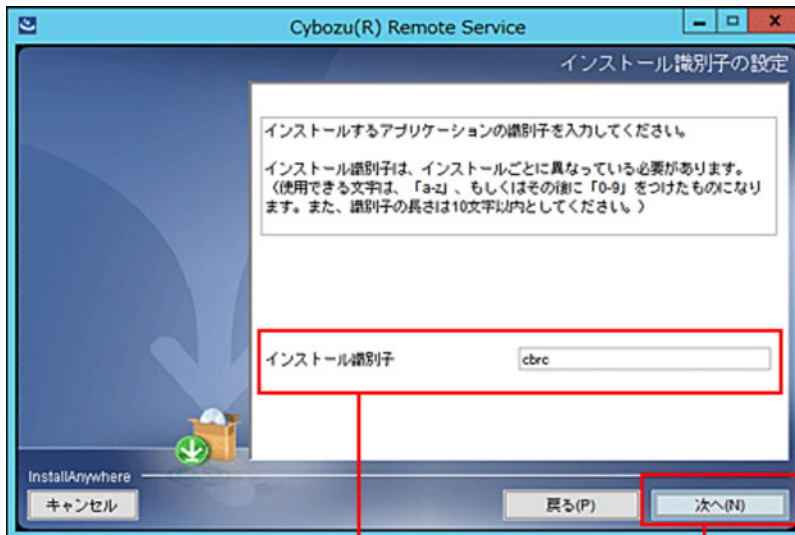 Cybozu(R) Remote Service
インストール識別子の設定
インストールするアプリケーションの識別子を入力してください。
インストール識別子は、インストールごとに異なっている必要があります。
（使用できる文字は、「a-z」、もしくはその後に「0-9」をつけたものになり
ます。また、識別子の長さは10文字以内としてください。）
インストール識別子 cbrc
InstallAnywhere
キャンセル 戻る(P) 次へ(N)